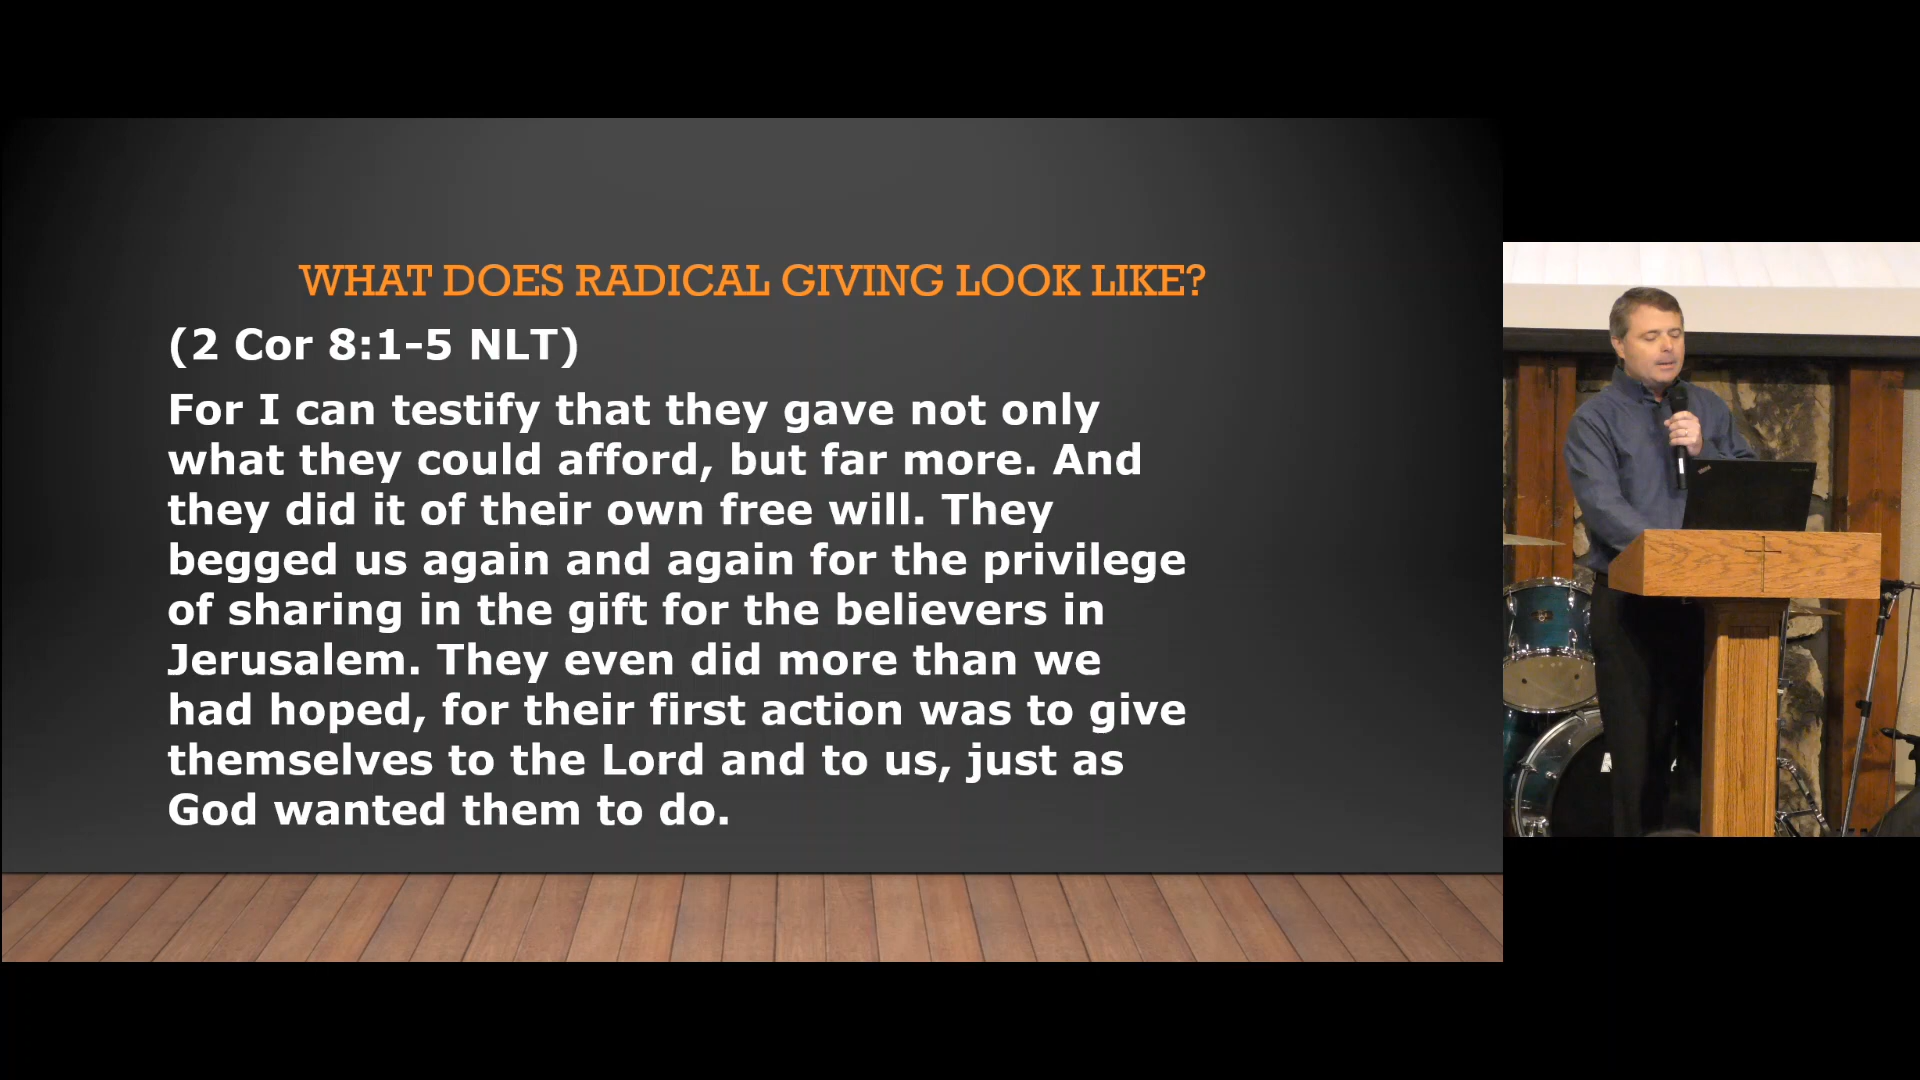 WHAT DOES RADICAL GIVING LOOK LIKE?
(2 Cor 8:1-5 NLT)
For I can testify that they gave not only
what they could afford, but far more. And
they did it of their own free will. They
begged us again and again for the privilege
of sharing in the gift for the believers in
Jerusalem. They even did more than we
had hoped, for their first action was to give
themselves to the Lord and to us, just as
God wanted them to do.